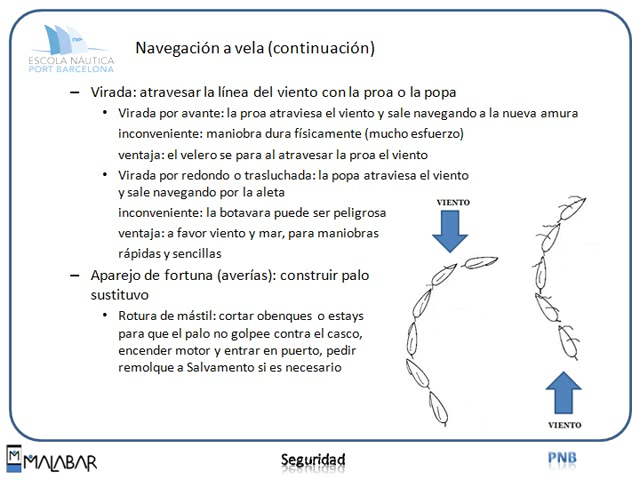 ESCOLA NÀUTICA
PORT BARCELONA
Navegación a vela (continuación)
– Virada: atravesar la línea del viento con la proa o la popa
• Virada por avante: la proa atraviesa el viento y sale navegando a la nueva amura
inconveniente: maniobra dura físicamente (mucho esfuerzo)
ventaja: el velero se para al atravesar la proa el viento
• Virada por redondo o trasluchada: la popa atraviesa el viento
y sale navegando por la aleta
inconveniente: la botavara puede ser peligrosa
ventaja: a favor viento y mar, para maniobras
rápidas y sencillas
– Aparejo de fortuna (averías): construir palo
sustituvo
• Rotura de mástil: cortar obenques o estays
para que el palo no golpee contra el casco,
encender motor y entrar en puerto, pedir
remolque a Salvamento si es necesario
VIENTO
VIENTO
MALABAR
Seguridad
PNB